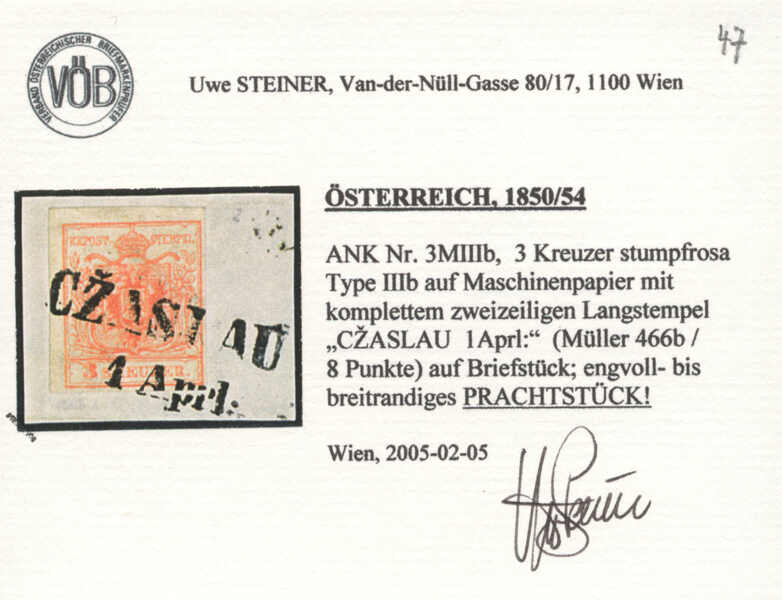 47
VERBAND ÖSTERREICHISCHER BRIEFMARKENPRÜFER
VÖB
Uwe STEINER, Van-der-Nüll-Gasse 80/17, 1100 Wien
ÖSTERREICH, 1850/54
ANK Nr. 3MIIIb, 3 Kreuzer stumpfrosa
Type IIIb auf Maschinenpapier mit
komplettem zweizeiligen Langstempel
„CŽASLAU 1Aprl:“ (Müller 466b /
8 Punkte) auf Briefstück; engvoll- bis
breitrandiges PRACHTSTÜCK!
Wien, 2005-02-05
KK POST-STEMPEL
CŽASLAU
3 KREUZER
1 Aprl: